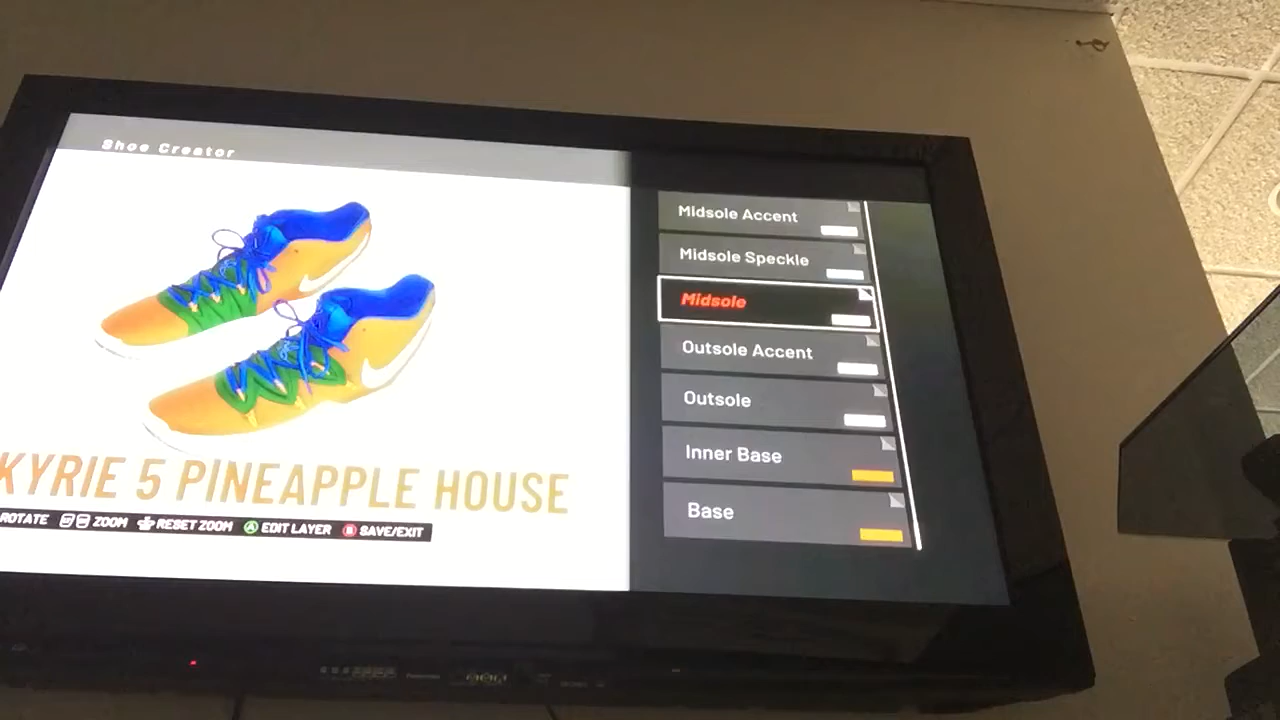 Shoe Creator
KYRIE 5 PINEAPPLE HOUSE
ROTATE ZOOM RESET ZOOM A EDIT LAYER B SAVE/EXIT
Midsole Accent
Midsole Speckle
Midsole
Outsole Accent
Outsole
Inner Base
Base